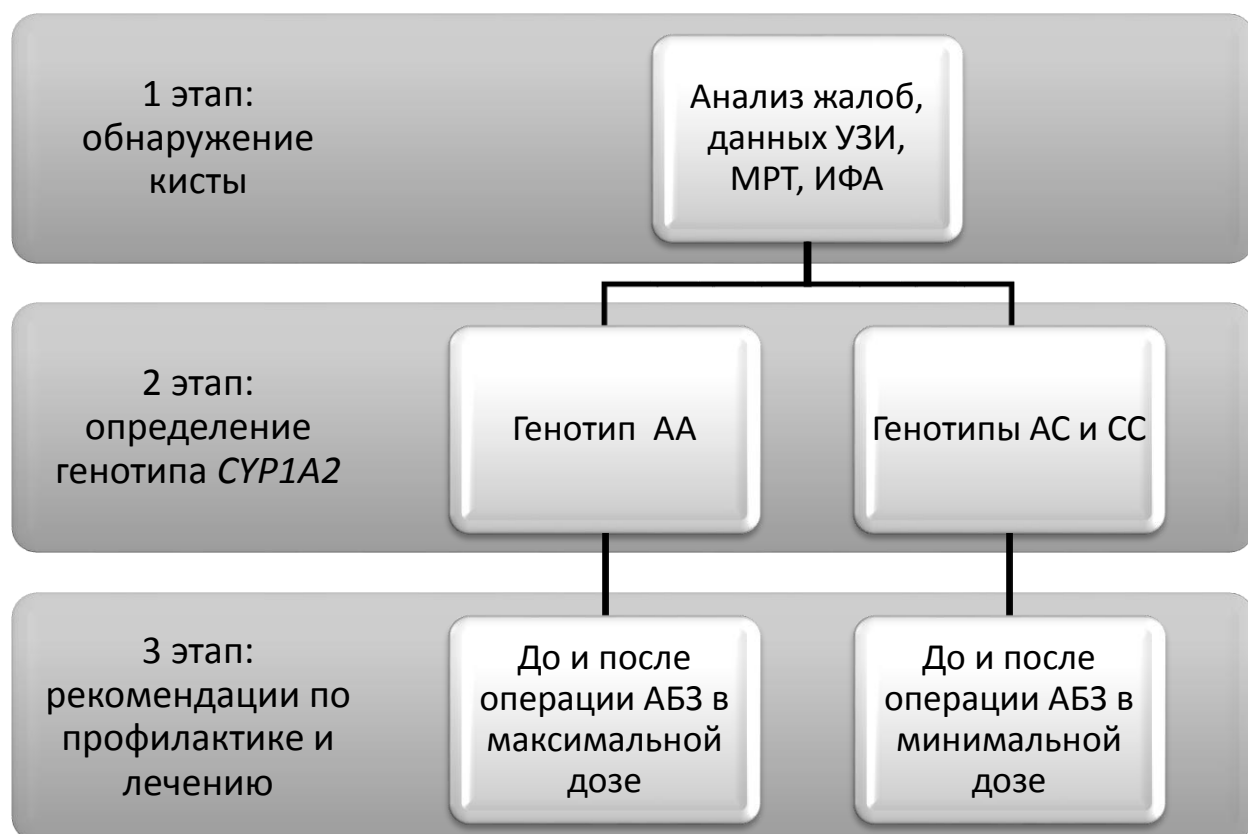 1 этап:
обнаружение
кисты
Анализ жалоб,
данных УЗИ,
МРТ, ИФА
2 этап:
определение
генотипа CYP1A2
Генотип АА
Генотипы АС и СС
3 этап:
рекомендации по
профилактике и
лечению
До и после
операции АБЗ в
максимальной
дозе
До и после
операции АБЗ в
минимальной
дозе